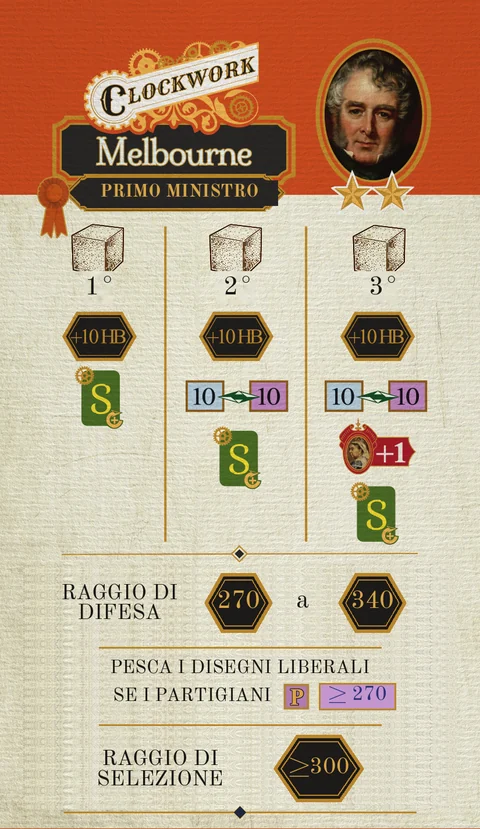 CLOCKWORK
Melbourne
PRIMO MINISTRO
1° 2° 3°
+10 HB +10 HB +10 HB
S 10 10 10 10
S +1
S
RAGGIO DI
DIFESA
270 a 340
PESCA I DISEGNI LIBERALI
SE I PARTIGIANI P ≥ 270
RAGGIO DI
SELEZIONE
≥300